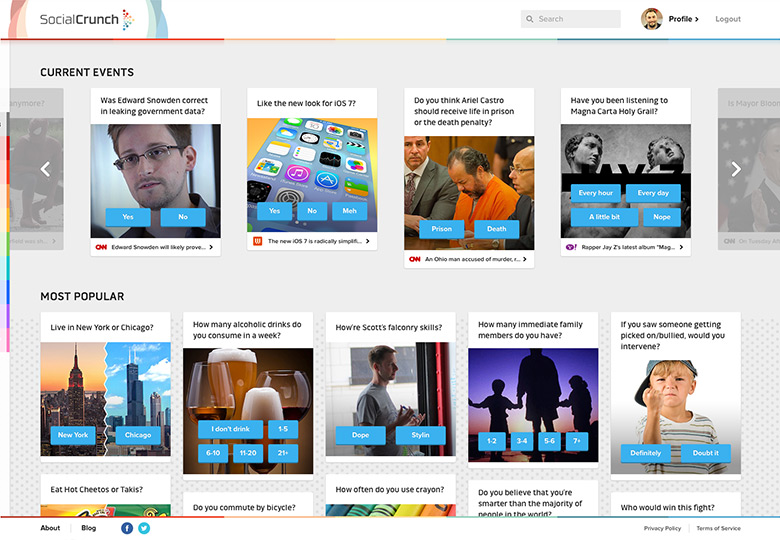 SocialCrunch
Search
Profile
Logout
CURRENT EVENTS
anymore?
Was Edward Snowden correct
in leaking government data?
Yes
No
CNN
Edward Snowden will likely prove...
Like the new look for iOS 7?
Yes
No
Meh
The new iOS 7 is radically simplifi...
Do you think Ariel Castro
should receive life in prison
or the death penalty?
Prison
Death
CNN
An Ohio man accused of murder, r...
Have you been listening to
Magna Carta Holy Grail?
Every hour
Every day
A little bit
Nope
Y!
Rapper Jay Z's latest album "Mag...
Is Mayor Bloom
CNN
On Tuesday
MOST POPULAR
Live in New York or Chicago?
New York
Chicago
How many alcoholic drinks do
you consume in a week?
I don't drink
1-5
6-10
11-20
21+
How're Scott's falconry skills?
Dope
Stylin
How many immediate family
members do you have?
1-2
3-4
5-6
7+
If you saw someone getting
picked on/bullied, would you
intervene?
Definitely
Doubt it
Eat Hot Cheetos or Takis?
Do you commute by bicycle?
How often do you use crayon?
Do you believe that you're
smarter than the majority of
people in the world?
Who would win this fight?
About
Blog
Privacy Policy
Terms of Service